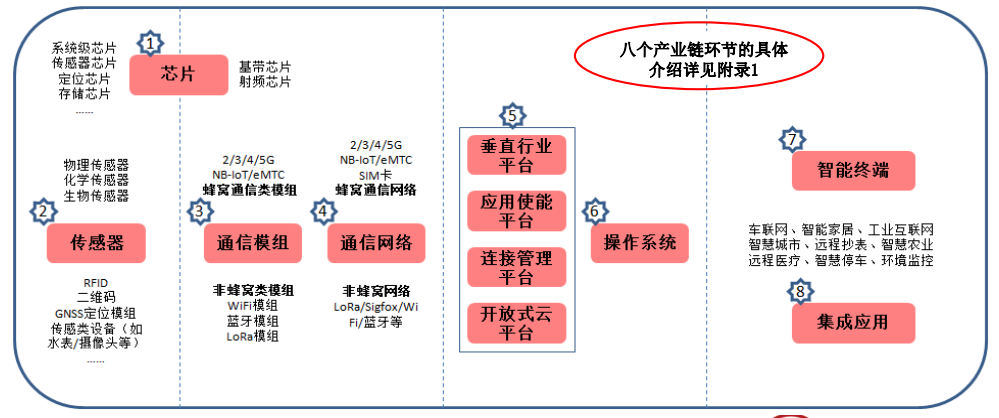 1
系统级芯片
传感器芯片
定位芯片
存储芯片
……
芯片
基带芯片
射频芯片
八个产业链环节的具体
介绍详见附录1
物理传感器
化学传感器
生物传感器
2
传感器
RFID
二维码
GNSS定位模组
传感类设备（如
水表/摄像头等）
……
2/3/4/5G
NB-IoT/eMTC
蜂窝通信类模组
3
通信模组
非蜂窝类模组
WiFi模组
蓝牙模组
LoRa模组
2/3/4/5G
NB-IoT/eMTC
SIM卡
蜂窝通信网络
4
通信网络
非蜂窝网络
LoRa/Sigfox/Wi
Fi/蓝牙等
5
垂直行业
平台
应用使能
平台
连接管理
平台
开放式云
平台
6
操作系统
7
智能终端
车联网、智能家居、工业互联网
智慧城市、远程抄表、智慧农业
远程医疗、智慧停车、环境监控
8
集成应用